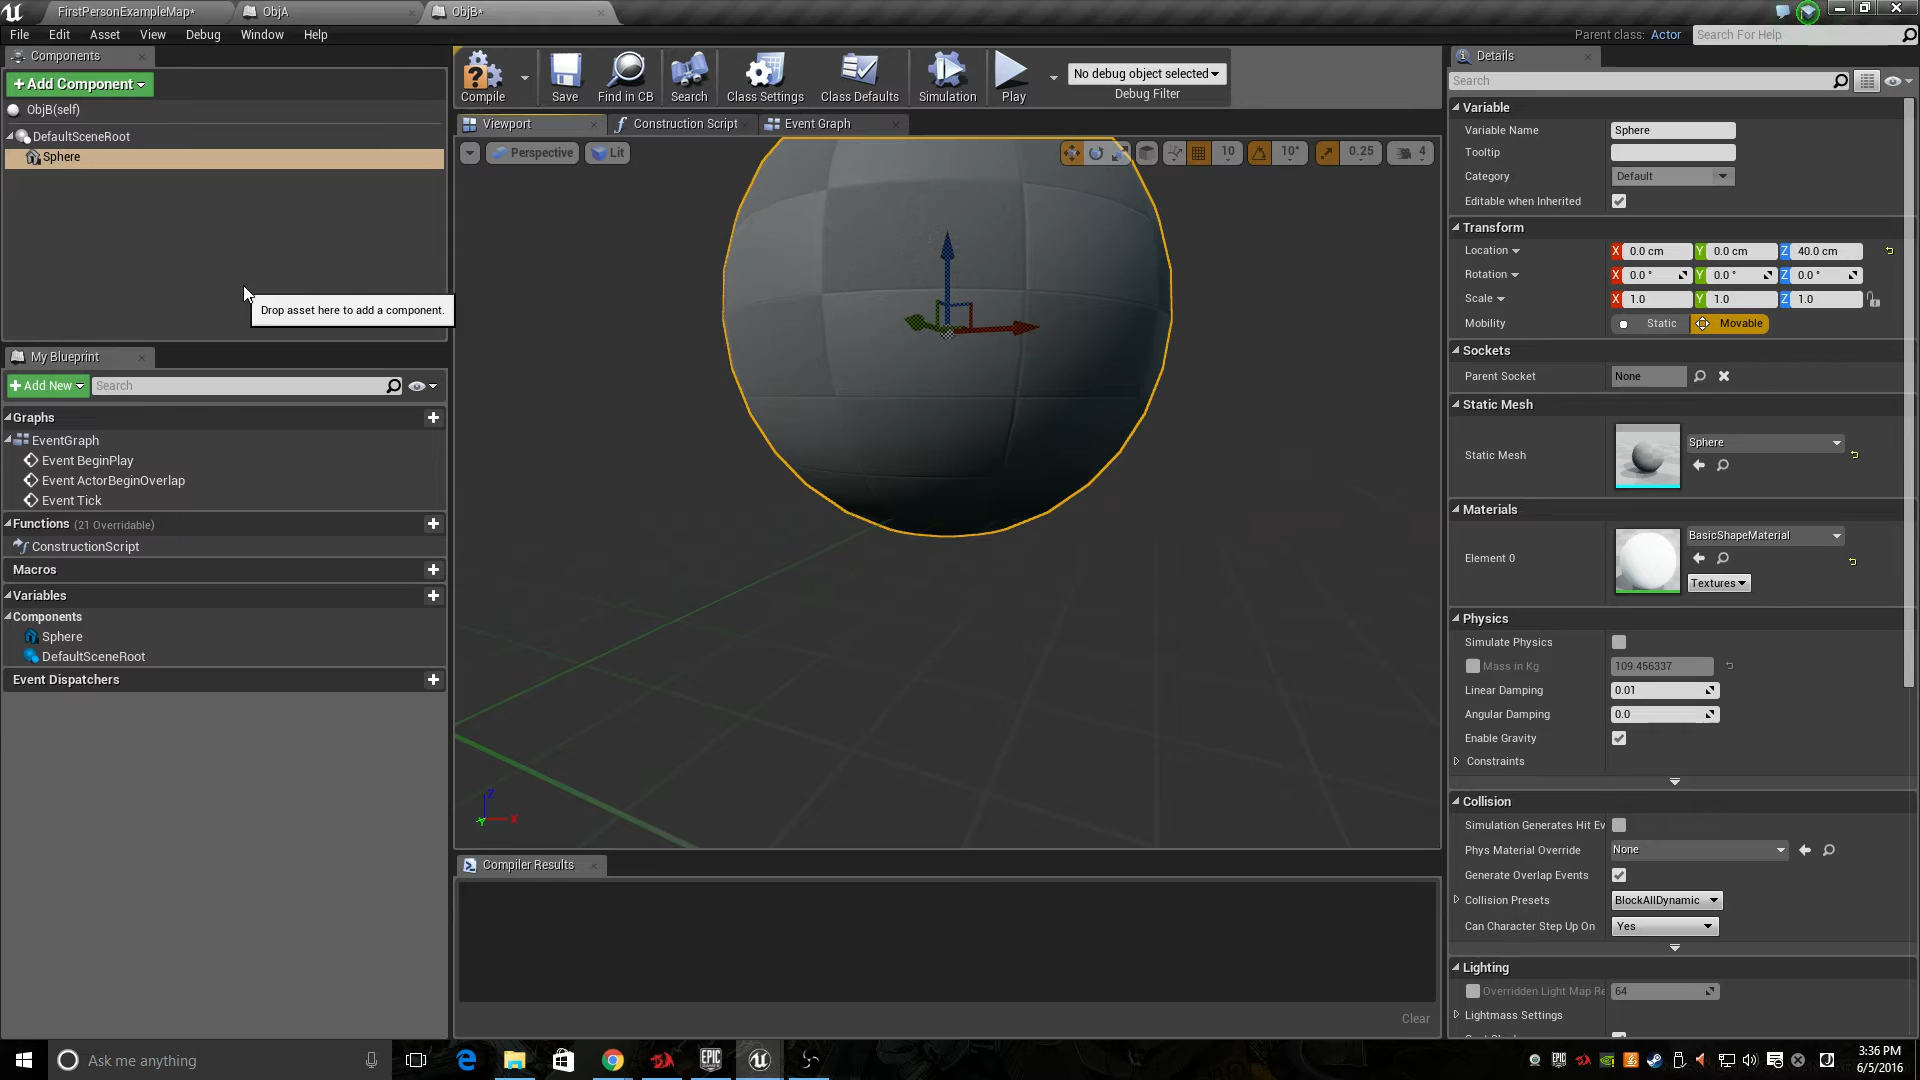 FirstPersonExampleMap*
ObjA
ObjB*
File Edit Asset View Debug Window Help
Parent class: Actor
Search For Help
Components
+Add Component
ObjB(self)
DefaultSceneRoot
Sphere
Drop asset here to add a component.
My Blueprint
+Add New
Search
Graphs
EventGraph
Event BeginPlay
Event ActorBeginOverlap
Event Tick
Functions (21 Overridable)
ConstructionScript
Macros
Variables
Components
Sphere
DefaultSceneRoot
Event Dispatchers
Compile
Save
Find in CB
Search
Class Settings
Class Defaults
Simulation
Play
No debug object selected
Debug Filter
Viewport
Construction Script
Event Graph
Perspective
Lit
10
10°
0.25
4
Z
X
Y
Compiler Results
Clear
Details
Search
Variable
Variable Name Sphere
Tooltip
Category Default
Editable when Inherited
Transform
Location X 0.0 cm Y 0.0 cm Z 40.0 cm
Rotation X 0.0 ° Y 0.0 ° Z 0.0 °
Scale X 1.0 Y 1.0 Z 1.0
Mobility Static Movable
Sockets
Parent Socket None
Static Mesh
Static Mesh Sphere
Materials
Element 0 BasicShapeMaterial
Textures
Physics
Simulate Physics
Mass in Kg 109.456337
Linear Damping 0.01
Angular Damping 0.0
Enable Gravity
Constraints
Collision
Simulation Generates Hit Ev
Phys Material Override None
Generate Overlap Events
Collision Presets BlockAllDynamic
Can Character Step Up On Yes
Lighting
Overridden Light Map Re 64
Lightmass Settings
Ask me anything
EPIC
EPIC
3:36 PM
6/5/2016